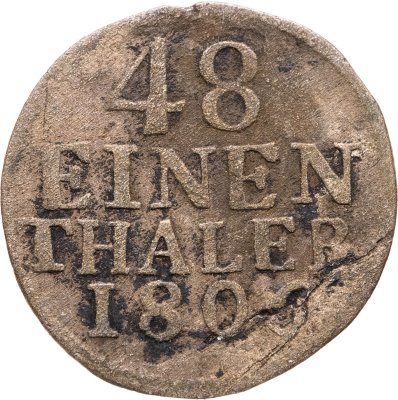 48
EINEN
THALER
180